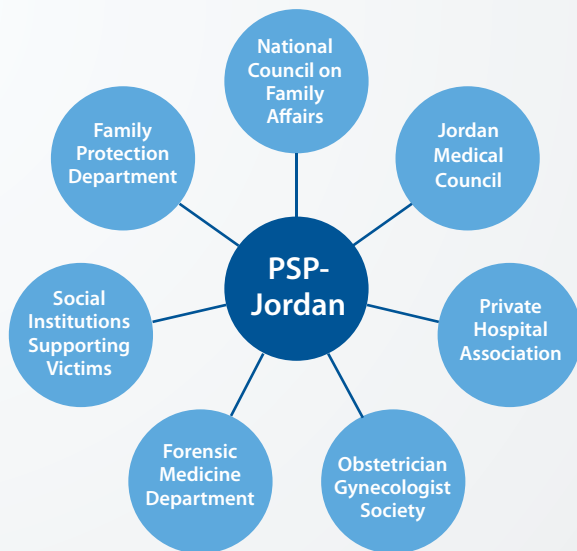 National
Council on
Family
Affairs
Jordan
Medical
Council
Private
Hospital
Association
Obstetrician
Gynecologist
Society
Forensic
Medicine
Department
Social
Institutions
Supporting
Victims
Family
Protection
Department
PSP-
Jordan